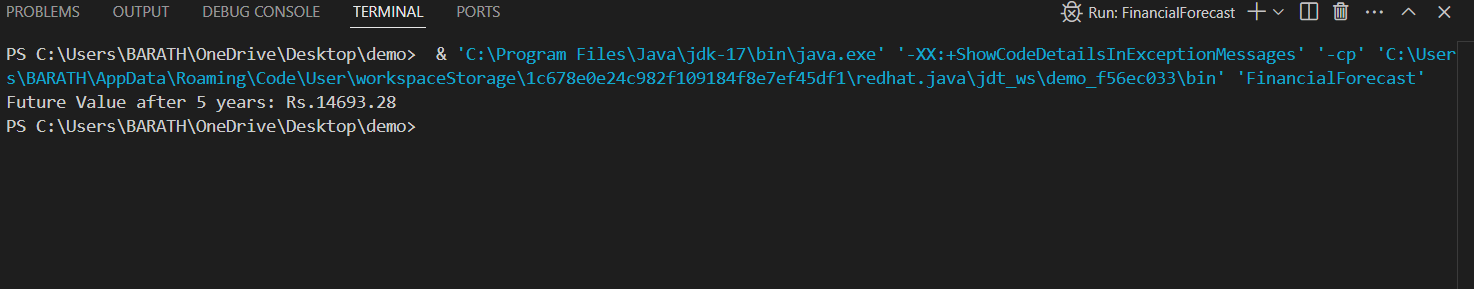 PROBLEMS OUTPUT DEBUG CONSOLE TERMINAL PORTS Run: FinancialForecast
PS C:\Users\BARATH\OneDrive\Desktop\demo>  & 'C:\Program Files\Java\jdk-17\bin\java.exe' '-XX:+ShowCodeDetailsInExceptionMessages' '-cp' 'C:\User
s\BARATH\AppData\Roaming\Code\User\workspaceStorage\1c678e0e24c982f109184f8e7ef45df1\redhat.java\jdt_ws\demo_f56ec033\bin' 'FinancialForecast'
Future Value after 5 years: Rs.14693.28
PS C:\Users\BARATH\OneDrive\Desktop\demo>